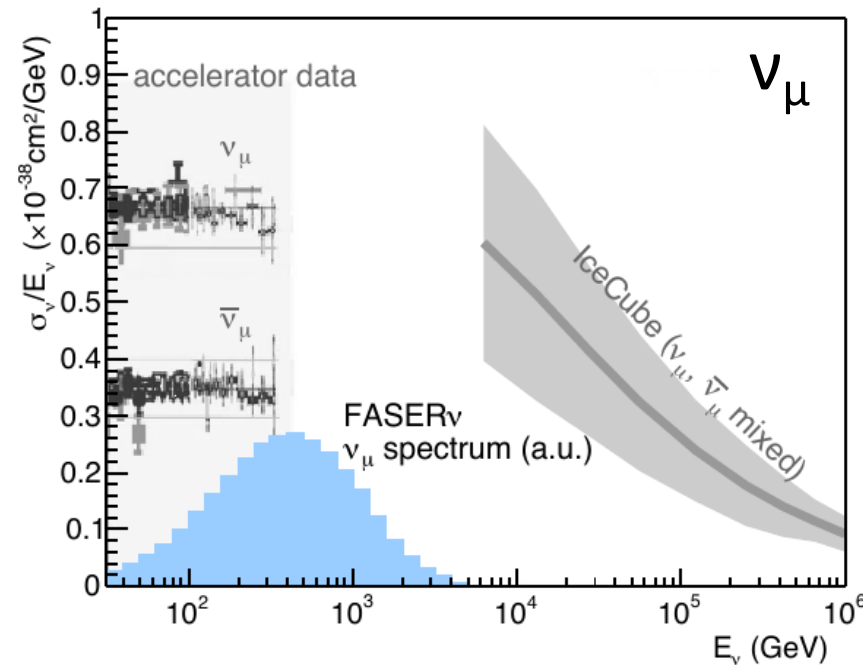 σν/Eν (×10⁻³⁸cm²/GeV)
1
0.9
0.8
0.7
0.6
0.5
0.4
0.3
0.2
0.1
0
accelerator data
νμ
νμ
ν̅μ
IceCube (νμ, ν̅μ mixed)
FASERν
νμ spectrum (a.u.)
10²
10³
10⁴
10⁵
10⁶
Eν (GeV)